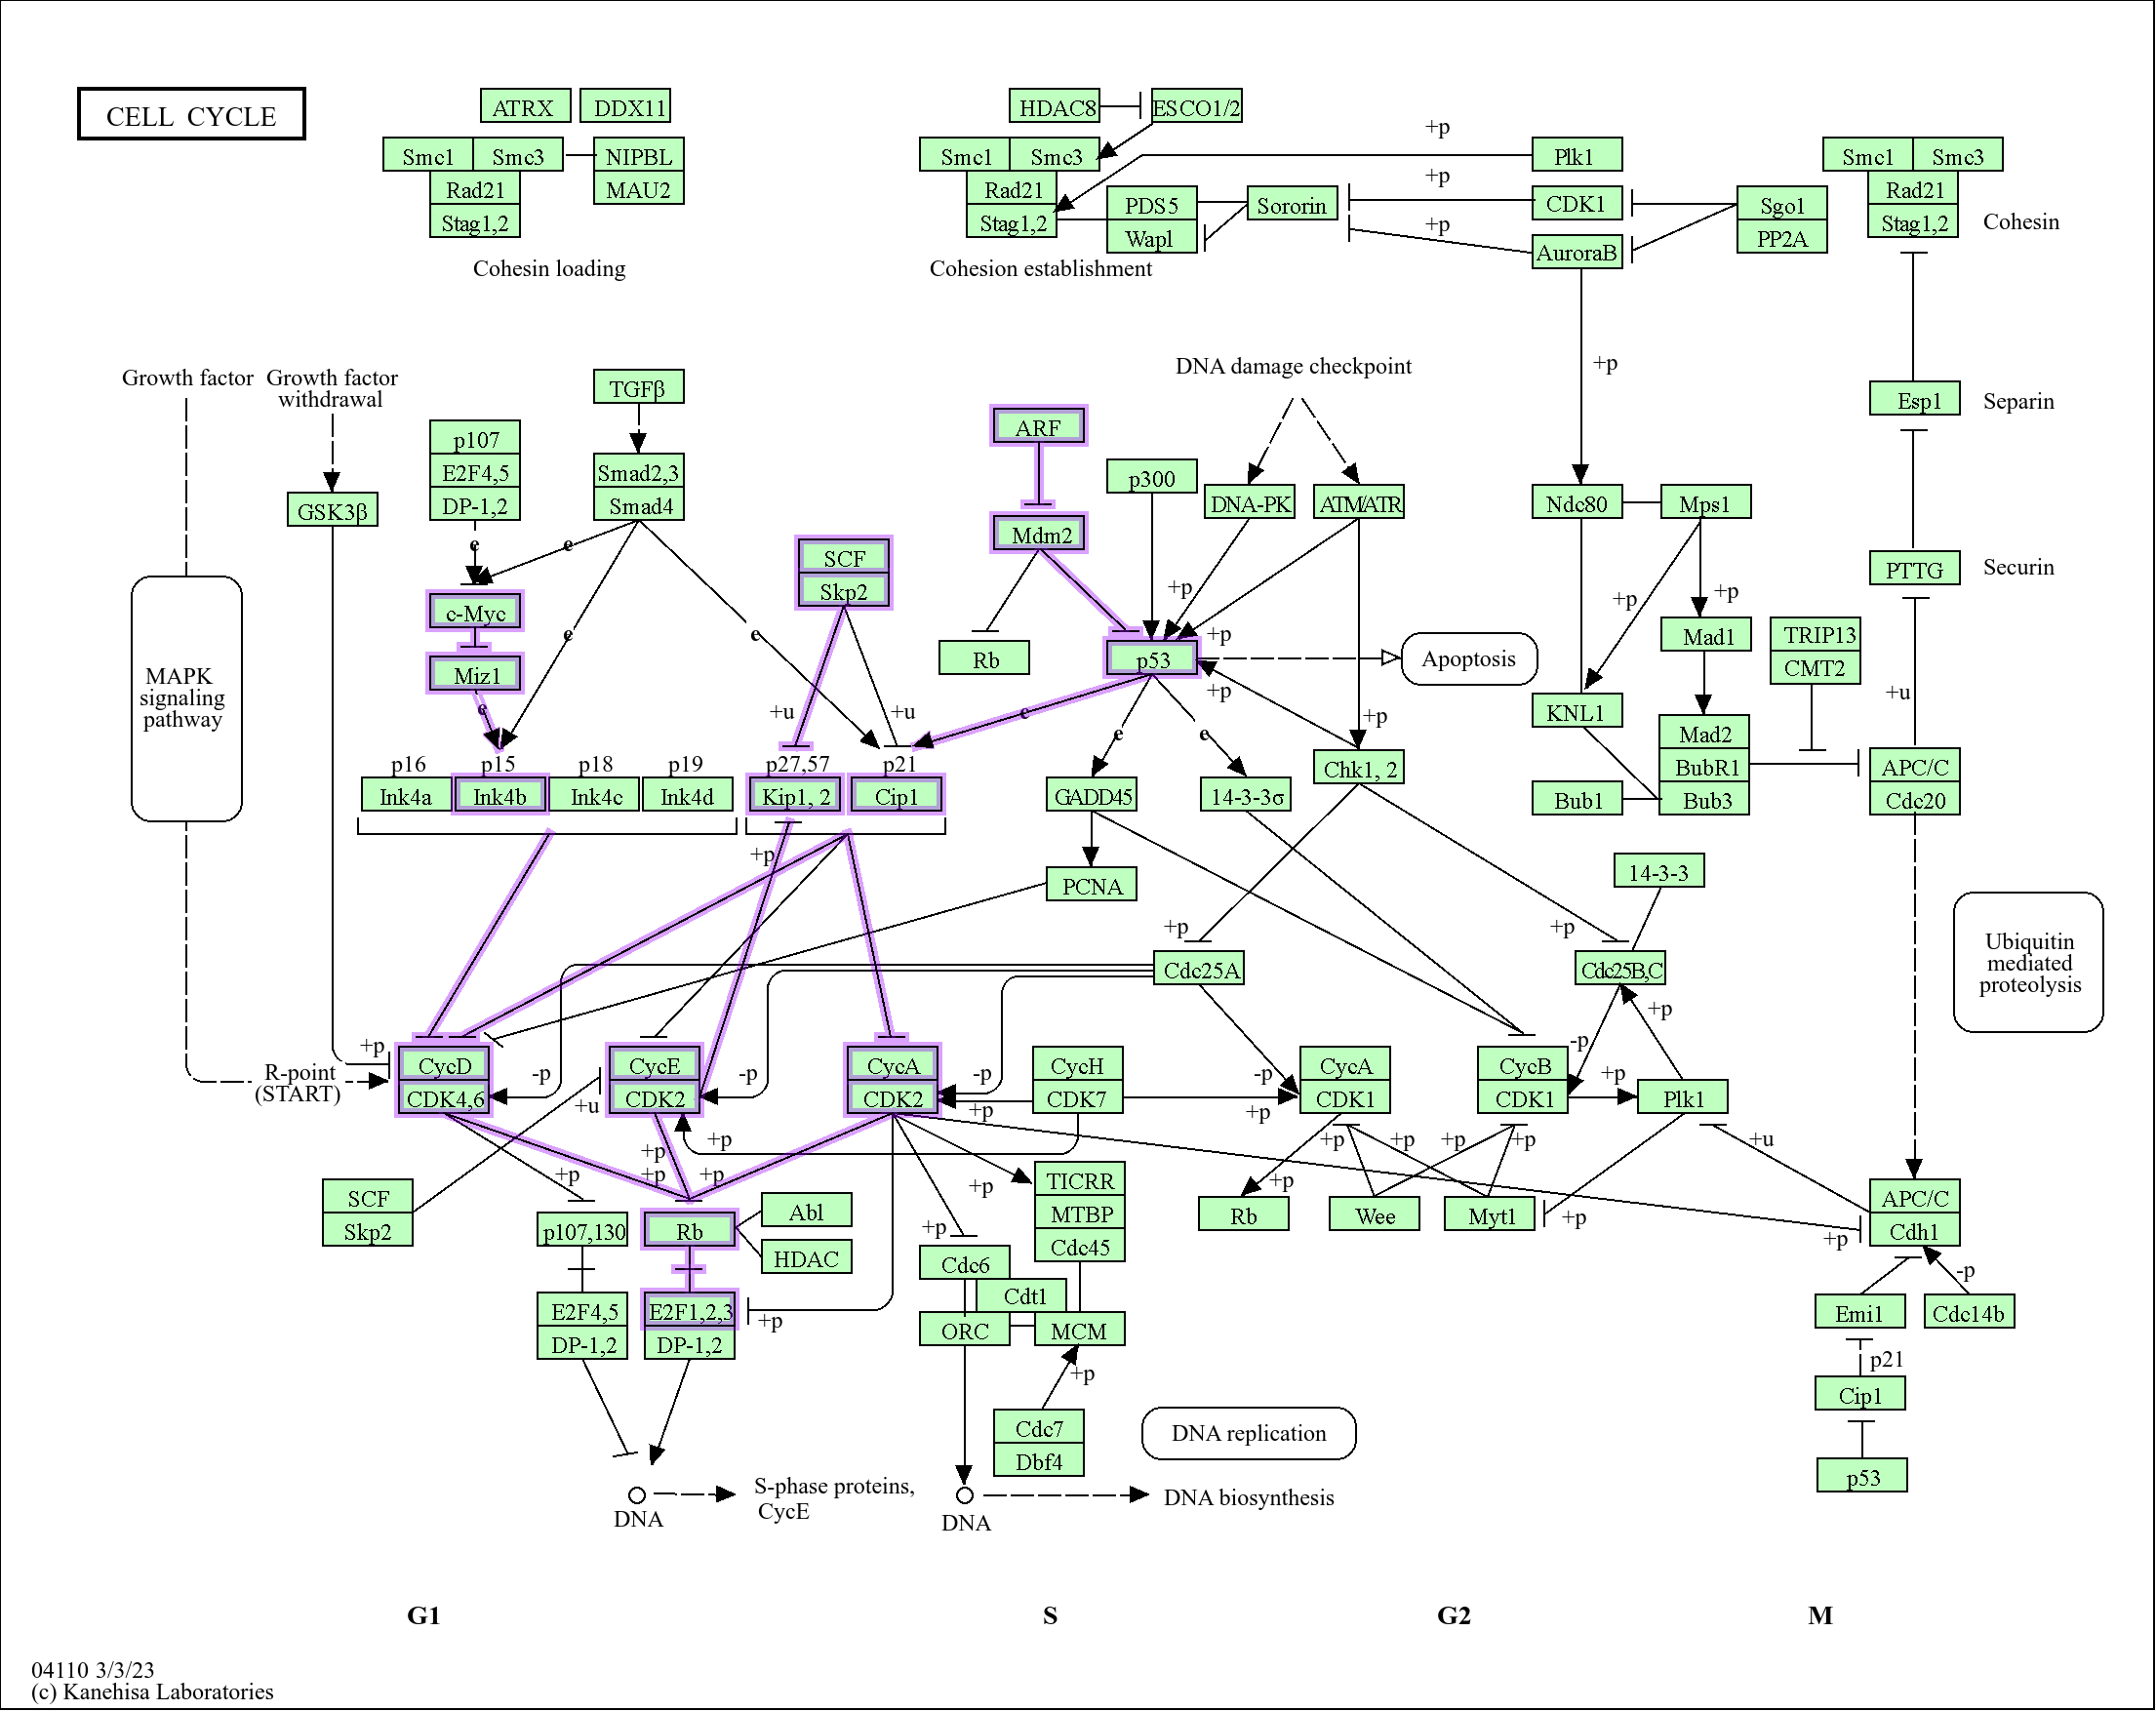 CELL CYCLE
ATRX
DDX11
Smc1
Smc3
NIPBL
MAU2
Rad21
Stag1,2
Cohesin loading
HDAC8
ESCO1/2
Smc1
Smc3
Rad21
Stag1,2
PDS5
Wapl
Sororin
Cohesion establishment
+p
Plk1
+p
CDK1
+p
AuroraB
Sgo1
PP2A
Smc1
Smc3
Rad21
Stag1,2
Cohesin
+p
Esp1
Separin
PTTG
Securin
Growth factor
Growth factor
withdrawal
GSK3β
p107
E2F4,5
DP-1,2
TGFβ
Smad2,3
Smad4
e
e
c-Myc
Miz1
e
e
e
SCF
Skp2
+u
+u
ARF
Mdm2
Rb
p300
DNA damage checkpoint
DNA-PK
ATM/ATR
+p
+p
p53
+p
Apoptosis
e
e
e
+p
Ndc80
Mps1
+p
+p
Mad1
KNL1
Mad2
BubR1
Bub3
Bub1
TRIP13
CMT2
+u
APC/C
Cdc20
MAPK
signaling
pathway
p16
Ink4a
p15
Ink4b
p18
Ink4c
p19
Ink4d
p27,57
Kip1, 2
p21
Cip1
GADD45
14-3-3σ
Chk1, 2
+p
PCNA
+p
Cdc25A
+p
14-3-3
Cdc25B,C
+p
Ubiquitin
mediated
proteolysis
R-point
(START)
+p
CycD
CDK4,6
-p
CycE
CDK2
-p
CycA
CDK2
-p
+p
CycH
CDK7
-p
+p
CycA
CDK1
CycB
CDK1
-p
+p
Plk1
+u
+u
+p
+p
+p
+p
+p
+p
+p
+p
+p
+p
SCF
Skp2
p107,130
Rb
Abl
HDAC
E2F4,5
DP-1,2
E2F1,2,3
DP-1,2
+p
+p
+p
TICRR
MTBP
Cdc45
Cdc6
Cdt1
ORC
MCM
+p
Cdc7
Dbf4
+p
Rb
Wee
Myt1
+p
+p
APC/C
Cdh1
-p
Emi1
Cdc14b
p21
Cip1
p53
DNA replication
DNA
S-phase proteins,
CycE
DNA
DNA biosynthesis
G1
S
G2
M
04110 3/3/23
(c) Kanehisa Laboratories